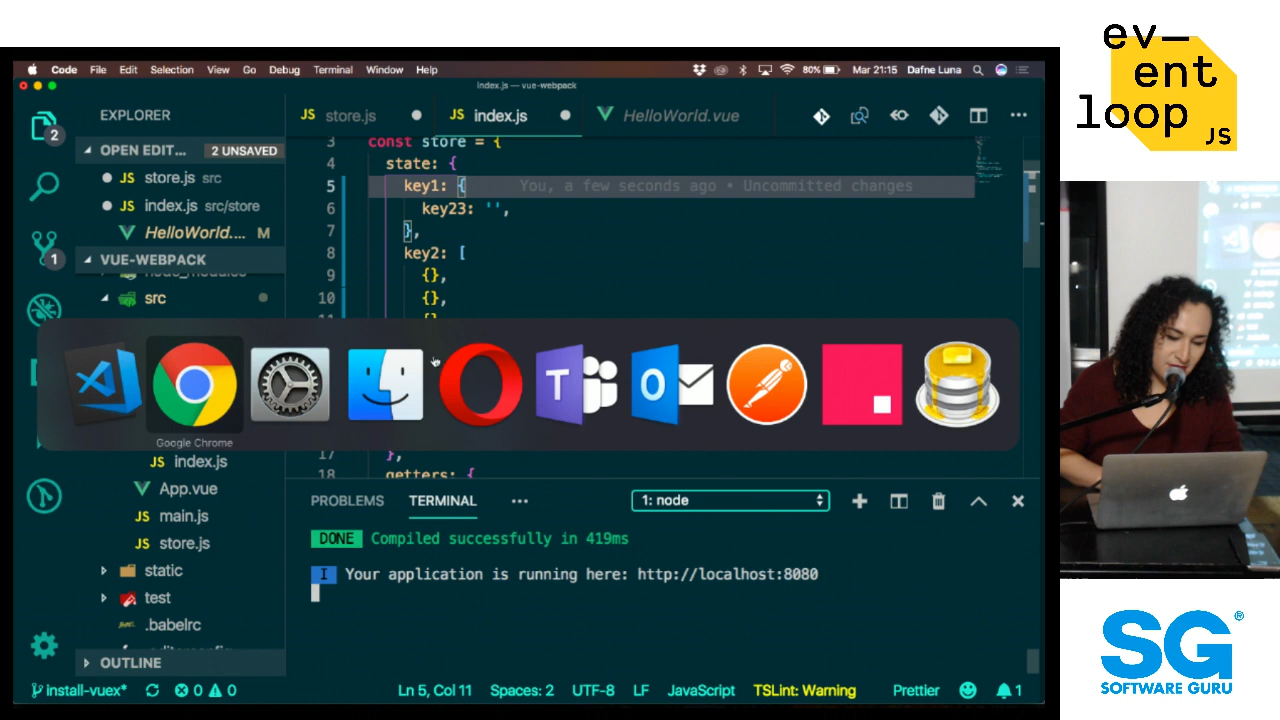 Code File Edit Selection View Go Debug Terminal Window Help 80% Mar 21:15 Dafne Luna
index.js — vue-webpack
EXPLORER
JS store.js
JS index.js
HelloWorld.vue
OPEN EDIT... 2 UNSAVED
JS store.js src
JS index.js src/store
HelloWorld.... M
VUE-WEBPACK
node_modules
src
JS index.js
App.vue
JS main.js
JS store.js
static
test
.babelrc
OUTLINE
2
1
3 const store = {
4 state: {
5 key1: { You, a few seconds ago • Uncommitted changes
6 key23: '',
7 },
8 key2: [
9 {},
10 {},
17 },
18 getters: {
Google Chrome
PROBLEMS TERMINAL ... 1: node
DONE Compiled successfully in 419ms
I Your application is running here: http://localhost:8080
install-vuex* 0 0 Ln 5, Col 11 Spaces: 2 UTF-8 LF JavaScript TSLint: Warning Prettier 1
ev—
ent
loop
JS
SG®
SOFTWARE GURU